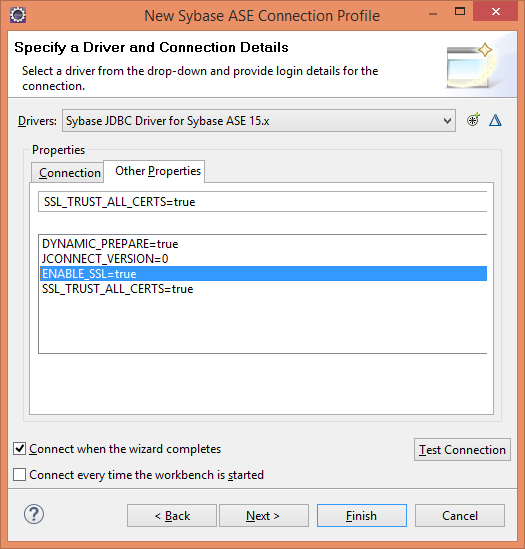 New Sybase ASE Connection Profile
Specify a Driver and Connection Details
Select a driver from the drop-down and provide login details for the
connection.
Drivers: Sybase JDBC Driver for Sybase ASE 15.x
Properties
Connection Other Properties
SSL_TRUST_ALL_CERTS=true
DYNAMIC_PREPARE=true
JCONNECT_VERSION=0
ENABLE_SSL=true
SSL_TRUST_ALL_CERTS=true
Connect when the wizard completes
Test Connection
Connect every time the workbench is started
? < Back Next > Finish Cancel